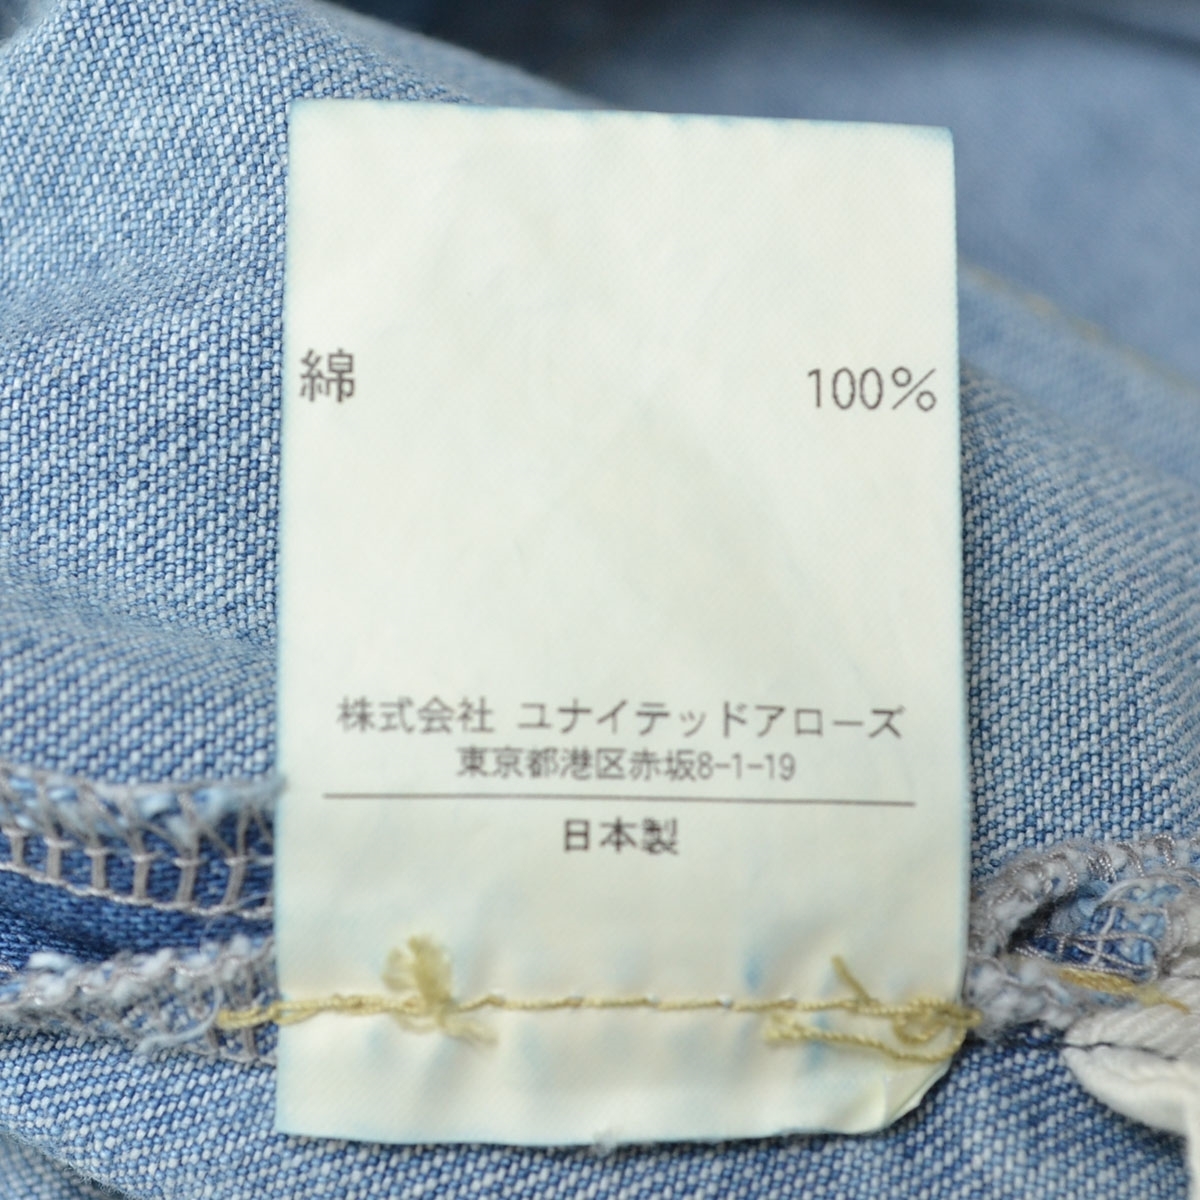 綿 100%
株式会社 ユナイテッドアローズ
東京都港区赤坂8-1-19
日本製